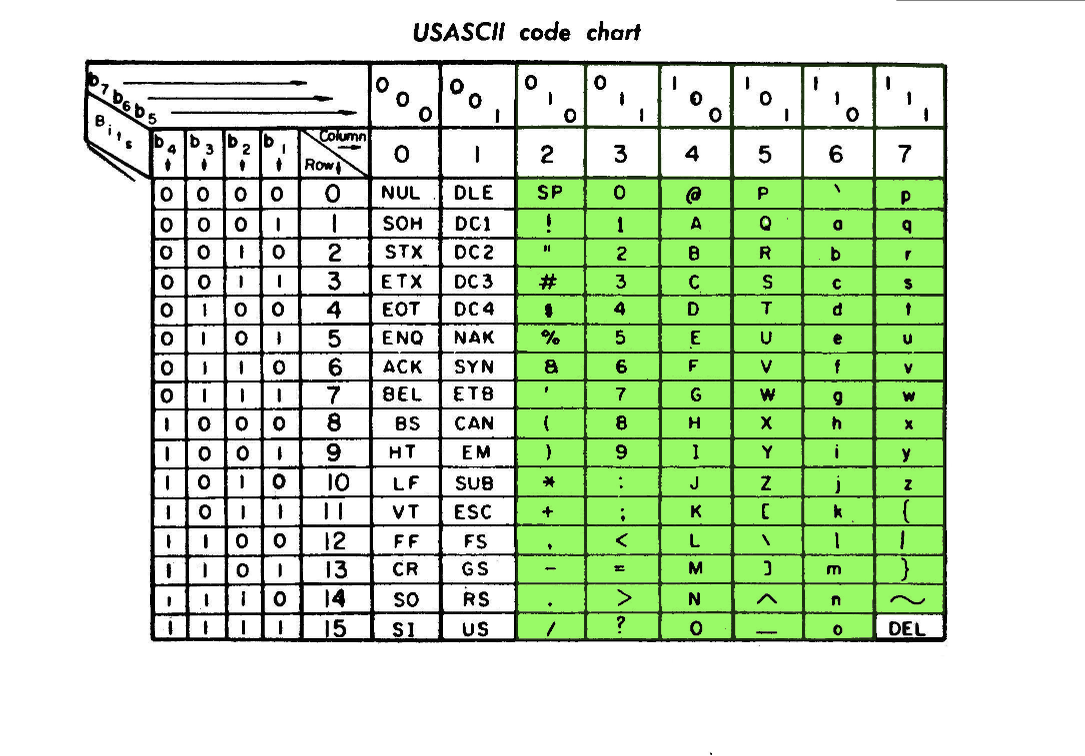 USASCII code chart
b7 b6 b5 0 0 0 0 0 1 0 1 0 0 1 1 1 0 0 1 0 1 1 1 0 1 1 1
Bits b4 b3 b2 b1 Column Row 0 1 2 3 4 5 6 7
0 0 0 0 0 NUL DLE SP 0 @ P ` p
0 0 0 1 1 SOH DC1 ! 1 A Q a q
0 0 1 0 2 STX DC2 " 2 B R b r
0 0 1 1 3 ETX DC3 # 3 C S c s
0 1 0 0 4 EOT DC4 $ 4 D T d t
0 1 0 1 5 ENQ NAK % 5 E U e u
0 1 1 0 6 ACK SYN & 6 F V f v
0 1 1 1 7 BEL ETB ' 7 G W g w
1 0 0 0 8 BS CAN ( 8 H X h x
1 0 0 1 9 HT EM ) 9 I Y i y
1 0 1 0 10 LF SUB * : J Z j z
1 0 1 1 11 VT ESC + ; K [ k {
1 1 0 0 12 FF FS , < L \ l |
1 1 0 1 13 CR GS - = M ] m }
1 1 1 0 14 SO RS . > N ^ n ~
1 1 1 1 15 SI US / ? O _ o DEL